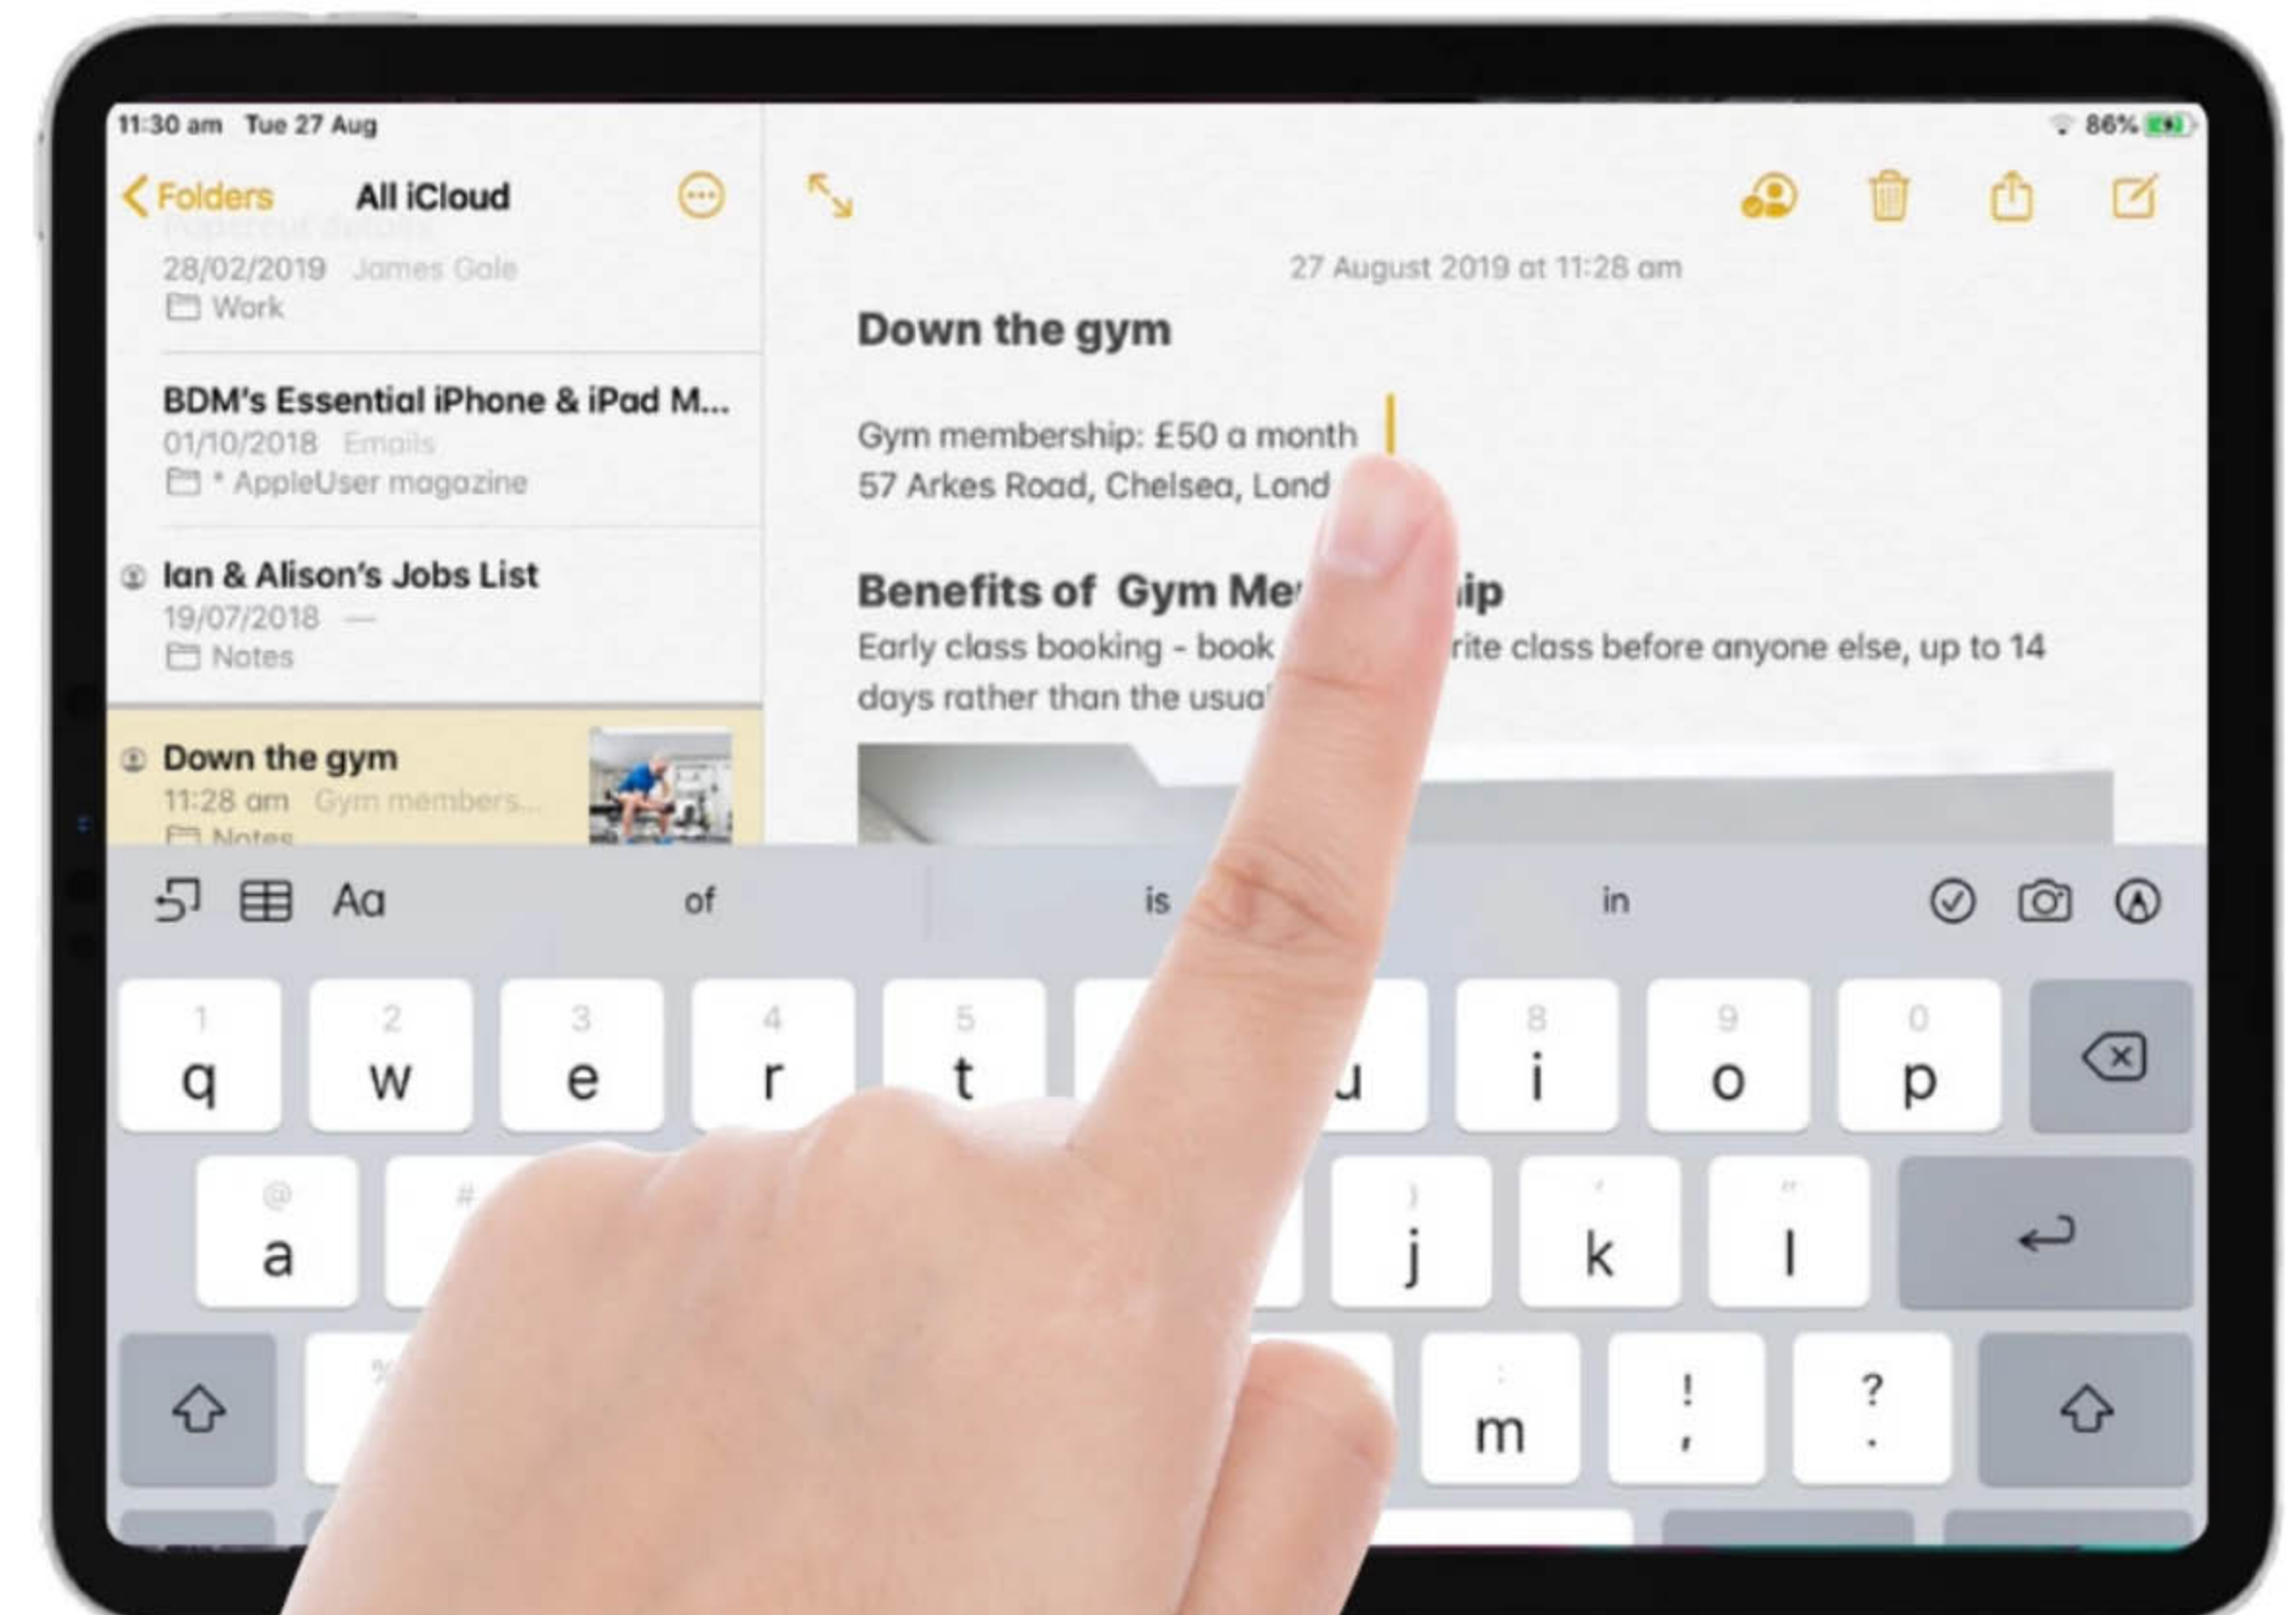 11:30 am Tue 27 Aug
86%
Folders
All iCloud
Papercut details
28/02/2019 James Gale
Work
BDM's Essential iPhone & iPad M...
01/10/2018 Emails
* AppleUser magazine
Ian & Alison's Jobs List
19/07/2018 —
Notes
Down the gym
11:28 am Gym members...
Notes
27 August 2019 at 11:28 am
Down the gym
Gym membership: £50 a month
57 Arkes Road, Chelsea, Lond
Benefits of Gym Me ip
Early class booking - book rite class before anyone else, up to 14
days rather than the usua
Aa of is in
1 2 3 4 5 8 9 0
q w e r t u i o p
@ # ) ' "
a j k l
% : ! ?
m , .